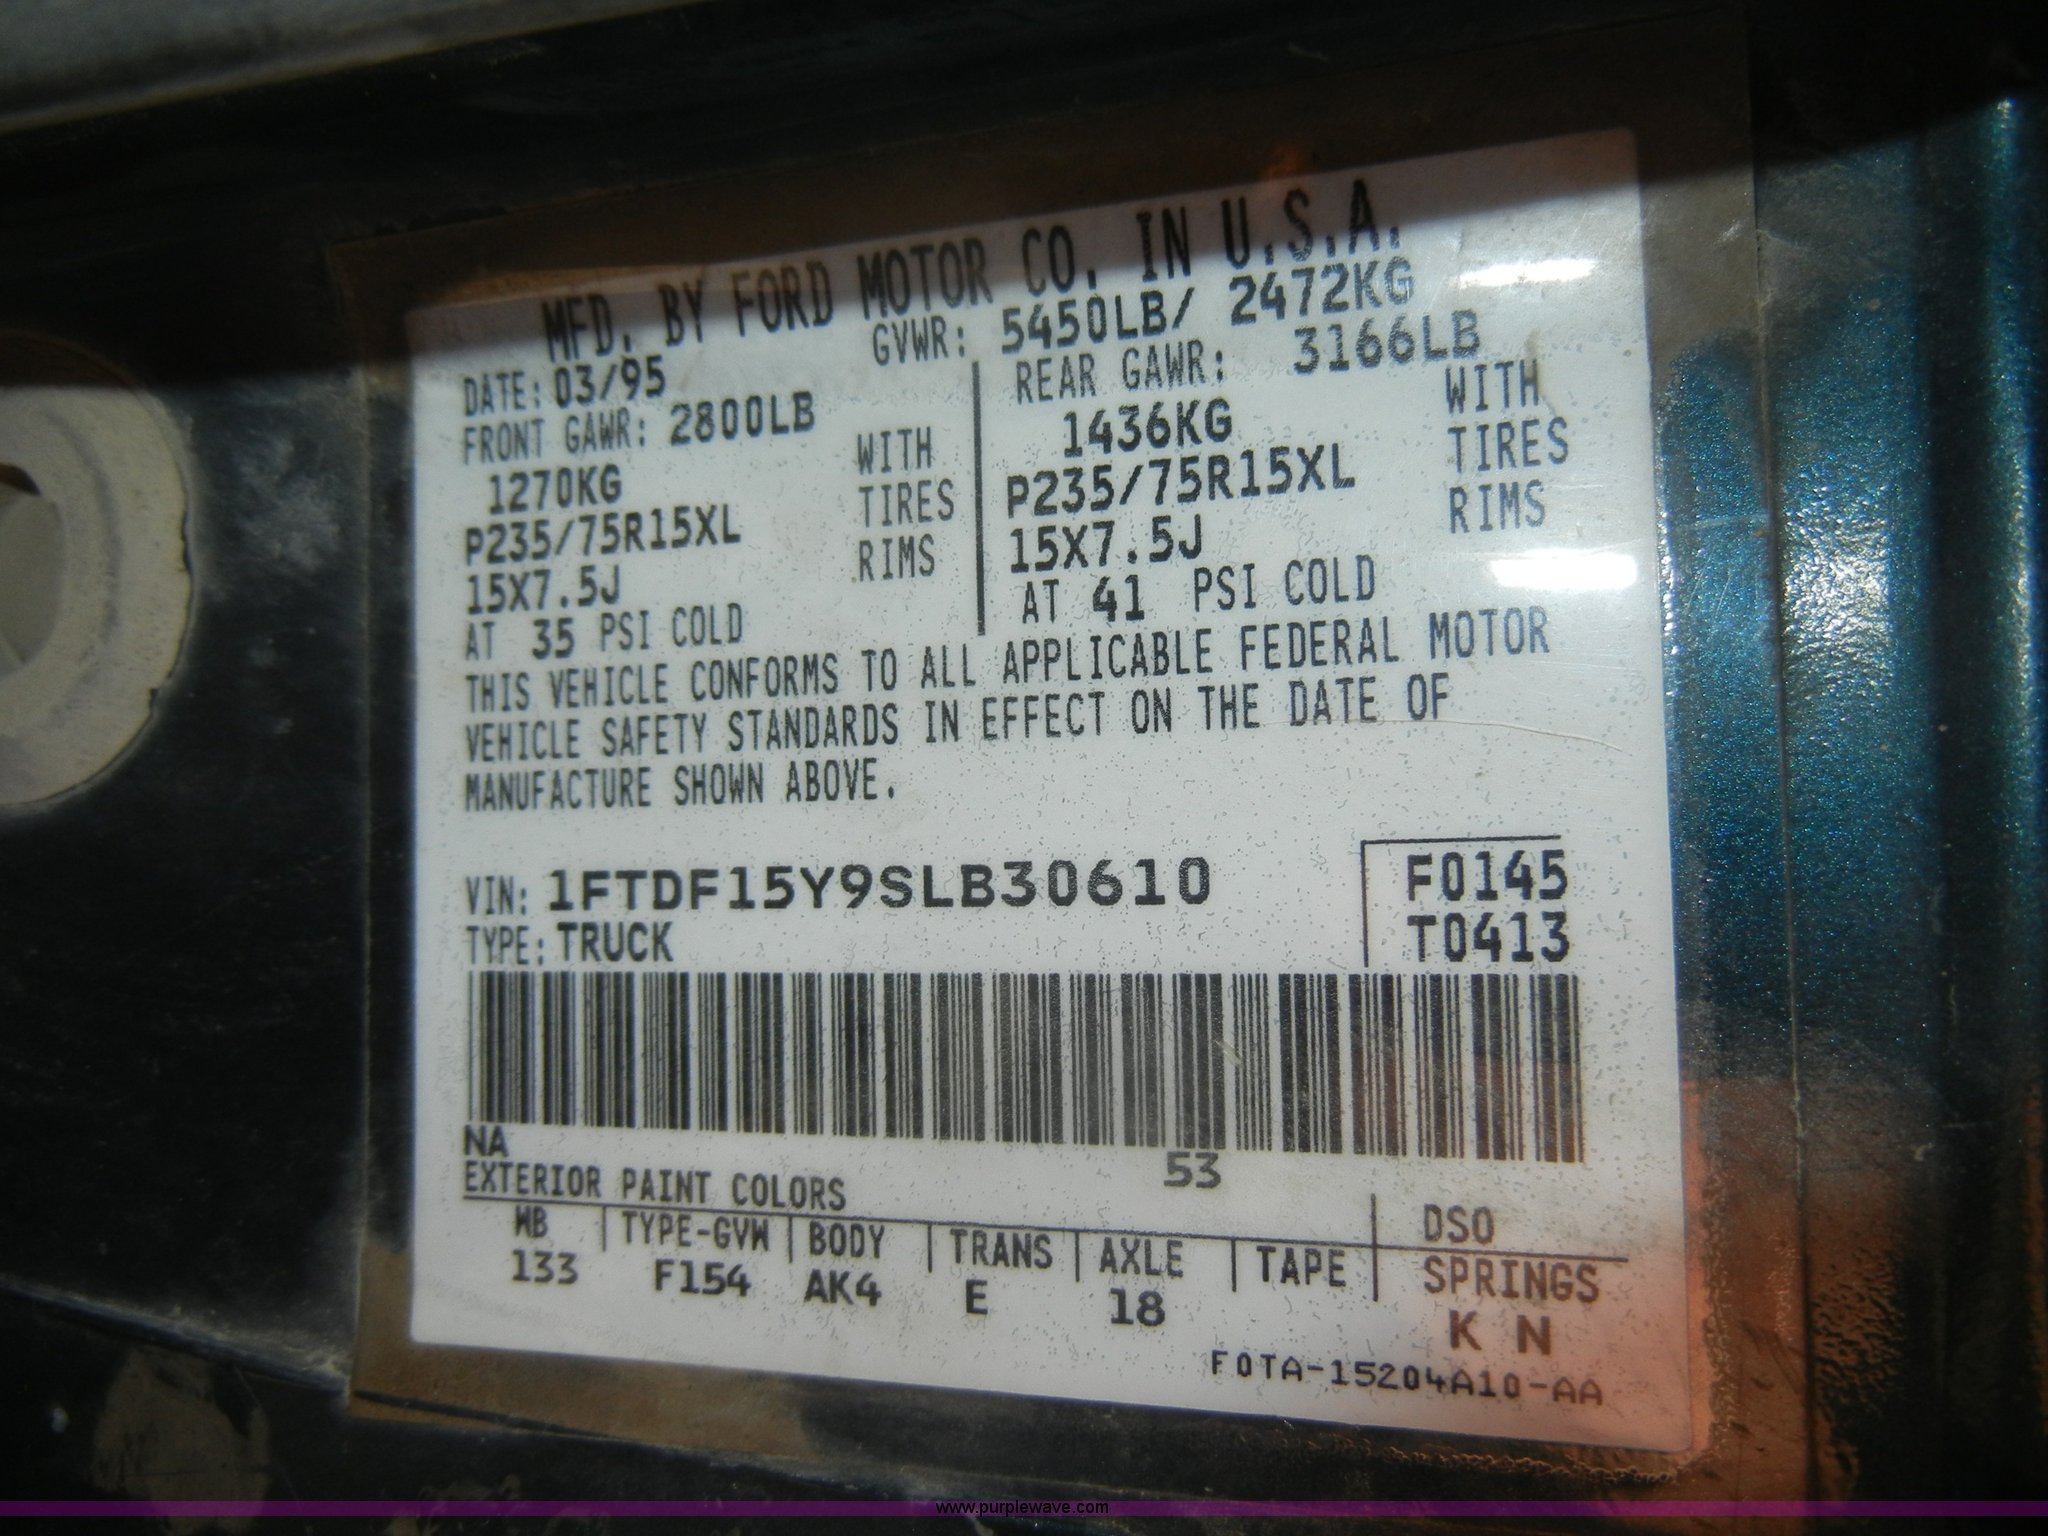 MFD. BY FORD MOTOR CO. IN U.S.A.
DATE: 03/95 GVWR: 5450LB/ 2472KG
FRONT GAWR: 2800LB
1270KG WITH
P235/75R15XL TIRES
15X7.5J RIMS
AT 35 PSI COLD
REAR GAWR: 3166LB
1436KG WITH
P235/75R15XL TIRES
15X7.5J RIMS
AT 41 PSI COLD
THIS VEHICLE CONFORMS TO ALL APPLICABLE FEDERAL MOTOR
VEHICLE SAFETY STANDARDS IN EFFECT ON THE DATE OF
MANUFACTURE SHOWN ABOVE.
VIN: 1FTDF15Y9SLB30610
TYPE: TRUCK
F0145
T0413
NA
53
EXTERIOR PAINT COLORS
DSO
WB TYPE-GVW BODY TRANS AXLE TAPE SPRINGS
133 F154 AK4 E 18 K N
F0TA-15204A10-AA
www.purplewave.com